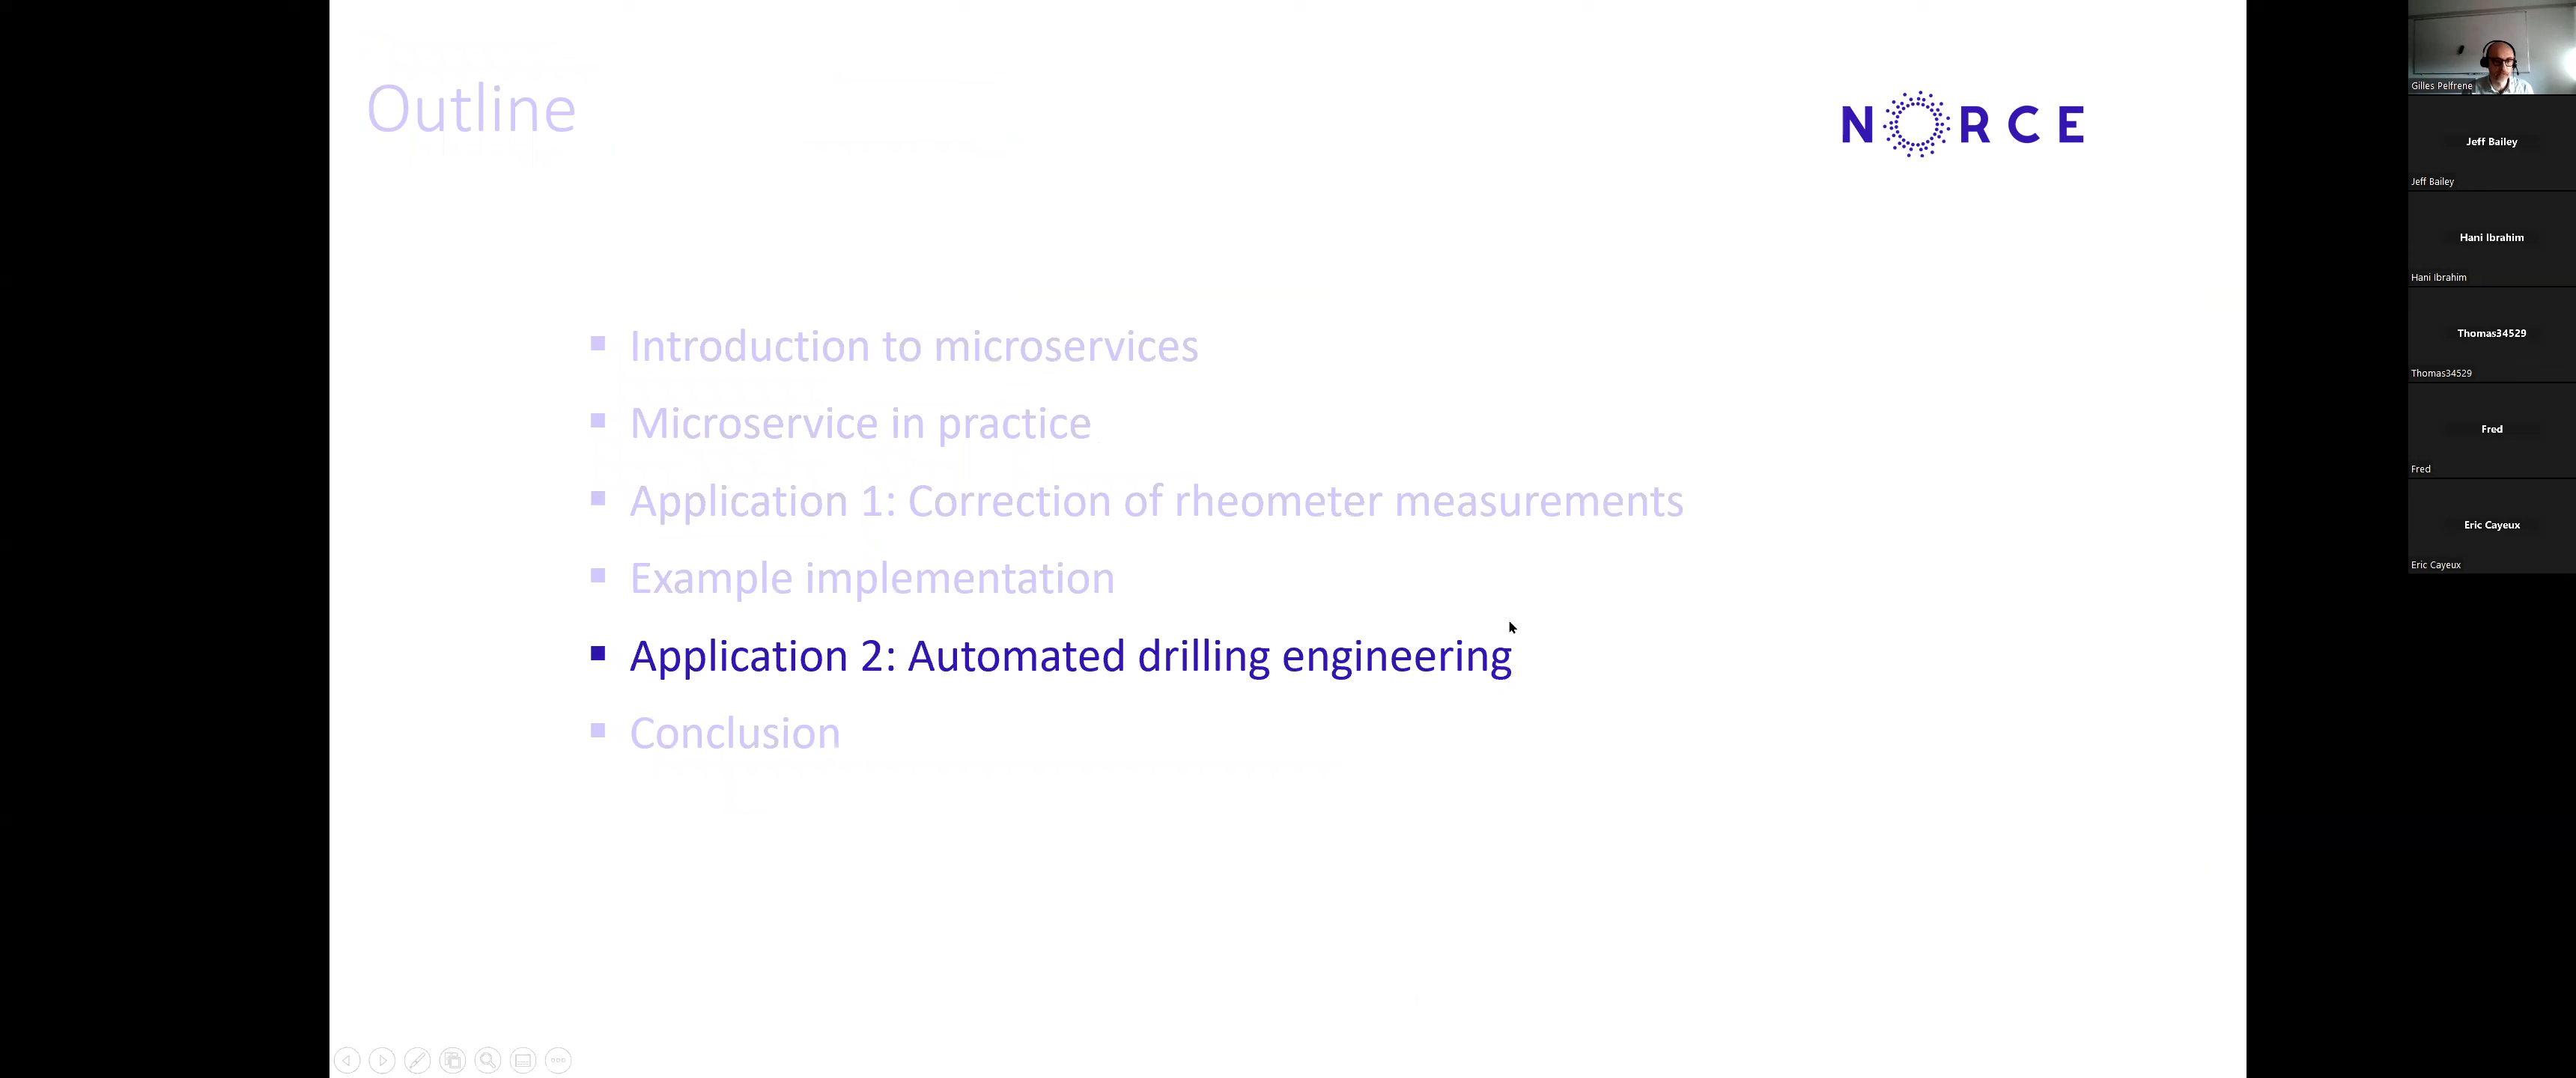 Outline
NORCE
Introduction to microservices
Microservice in practice
Application 1: Correction of rheometer measurements
Example implementation
Application 2: Automated drilling engineering
Conclusion
Gilles Pelfrene
Jeff Bailey
Jeff Bailey
Hani Ibrahim
Hani Ibrahim
Thomas34529
Thomas34529
Fred
Fred
Eric Cayeux
Eric Cayeux